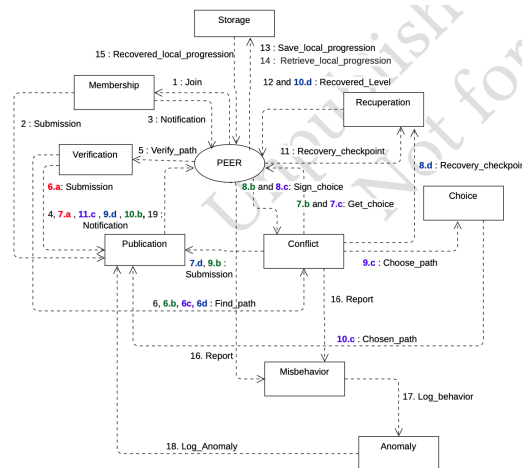 Storage
15 : Recovered_local_progression
13 : Save_local_progression
14 : Retrieve_local_progression
Membership
1 : Join
12 and 10.d : Recovered_Level
Recuperation
2 : Submission
3 : Notification
Verification
5 : Verify_path
PEER
11 : Recovery_checkpoint
6.a: Submission
8.b and 8.c: Sign_choice
8.d : Recovery_checkpoint
7.b and 7.c: Get_choice
Choice
4, 7.a , 11.c , 9.d , 10.b, 19 :
Notification
Publication
Conflict
7.d, 9.b :
Submission
9.c : Choose_path
6, 6.b, 6c, 6d : Find_path
16. Report
10.c : Chosen_path
16. Report
Misbehavior
17. Log_behavior
18. Log_Anomaly
Anomaly
Unpublish
Not for